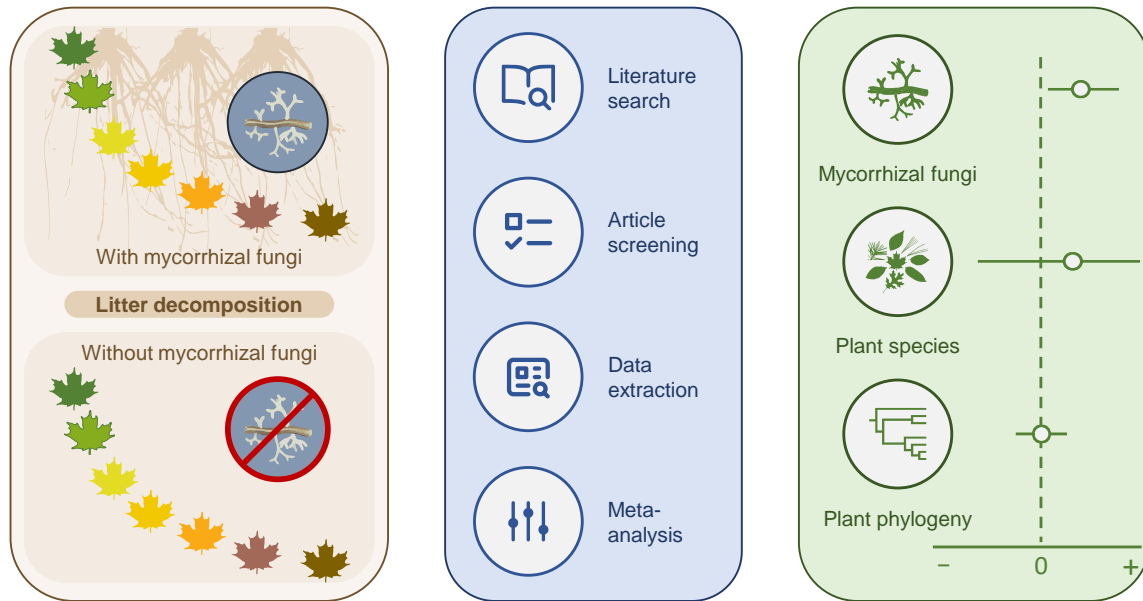 With mycorrhizal fungi
Litter decomposition
Without mycorrhizal fungi
Literature
search
Article
screening
Data
extraction
Meta-
analysis
Mycorrhizal fungi
Plant species
Plant phylogeny
− 0 +